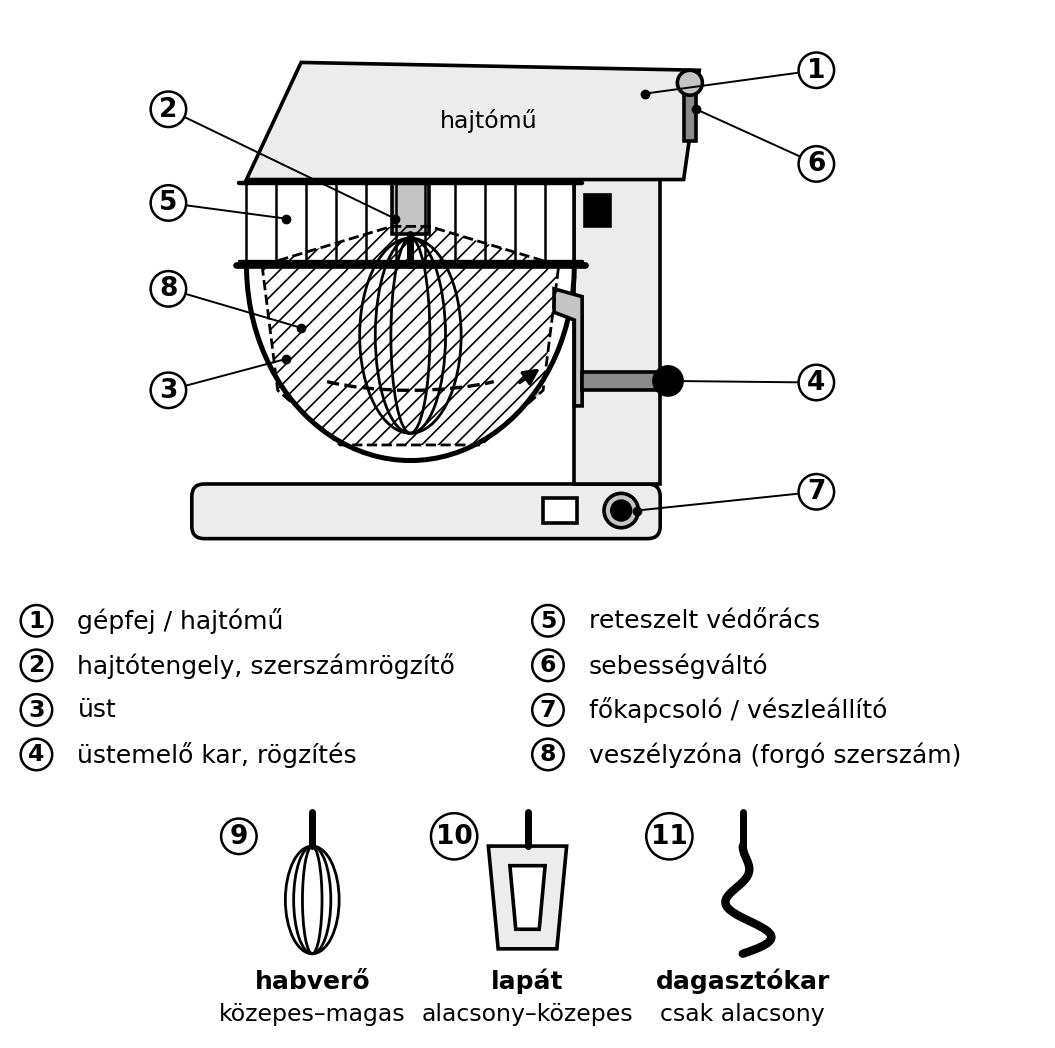 1
2
hajtómű
6
5
8
4
3
7
1 gépfej / hajtómű
2 hajtótengely, szerszámrögzítő
3 üst
4 üstemelő kar, rögzítés
5 reteszelt védőrács
6 sebességváltó
7 főkapcsoló / vészleállító
8 veszélyzóna (forgó szerszám)
9
habverő
közepes–magas
10
lapát
alacsony–közepes
11
dagasztókar
csak alacsony